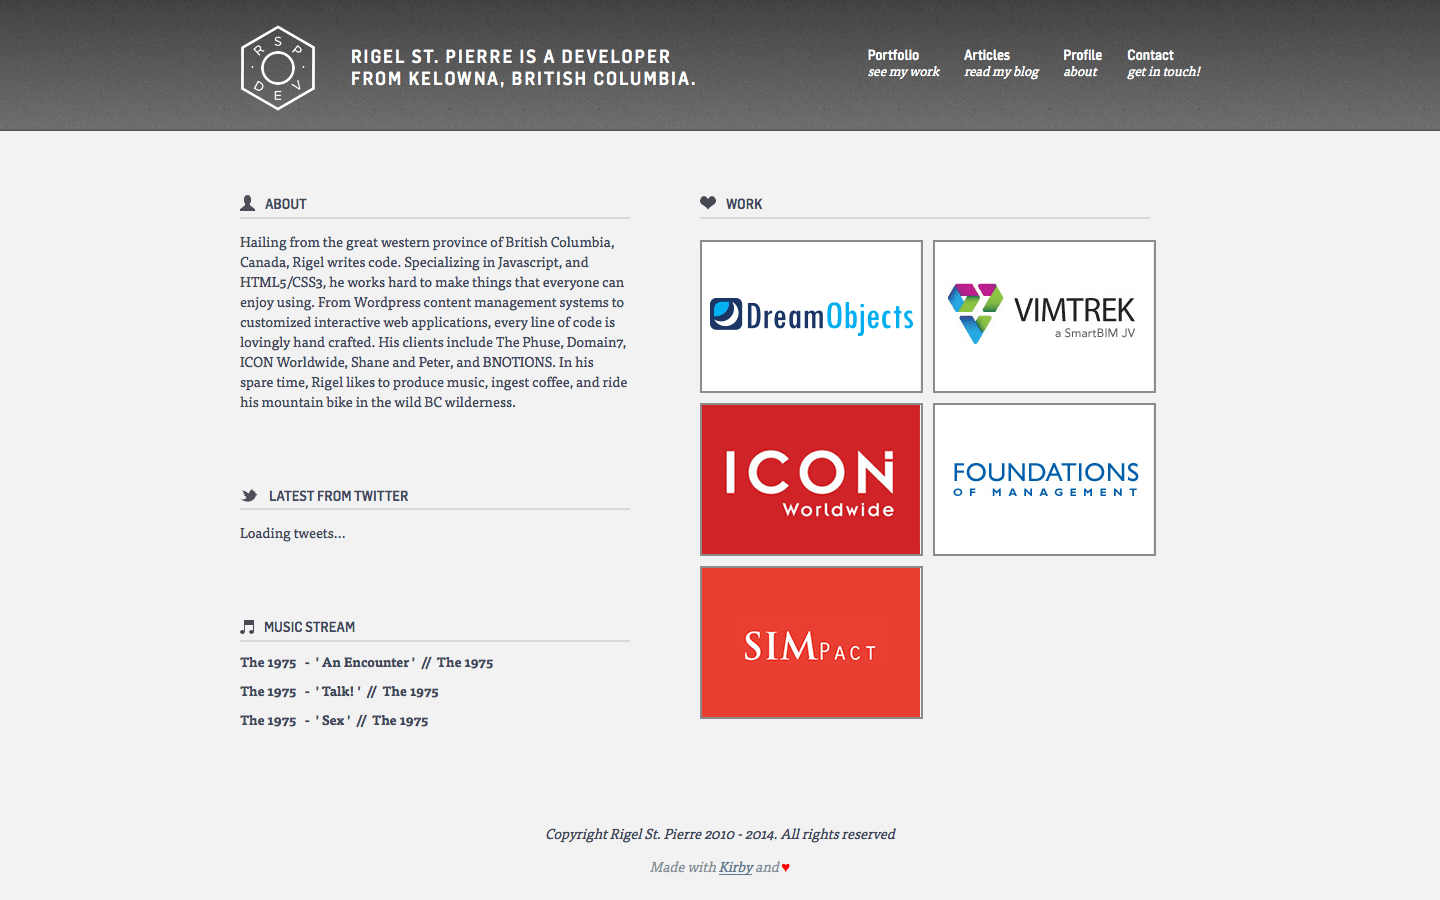 RSP DEV
RIGEL ST. PIERRE IS A DEVELOPER
FROM KELOWNA, BRITISH COLUMBIA.
Portfolio
see my work
Articles
read my blog
Profile
about
Contact
get in touch!
ABOUT
Hailing from the great western province of British Columbia,
Canada, Rigel writes code. Specializing in Javascript, and
HTML5/CSS3, he works hard to make things that everyone can
enjoy using. From Wordpress content management systems to
customized interactive web applications, every line of code is
lovingly hand crafted. His clients include The Phuse, Domain7,
ICON Worldwide, Shane and Peter, and BNOTIONS. In his
spare time, Rigel likes to produce music, ingest coffee, and ride
his mountain bike in the wild BC wilderness.
LATEST FROM TWITTER
Loading tweets...
MUSIC STREAM
The 1975 - ' An Encounter ' // The 1975
The 1975 - ' Talk! ' // The 1975
The 1975 - ' Sex ' // The 1975
WORK
DreamObjects
VIMTREK
a SmartBIM JV
ICON
Worldwide
FOUNDATIONS
OF MANAGEMENT
SIMPACT
Copyright Rigel St. Pierre 2010 - 2014. All rights reserved
Made with Kirby and ♥